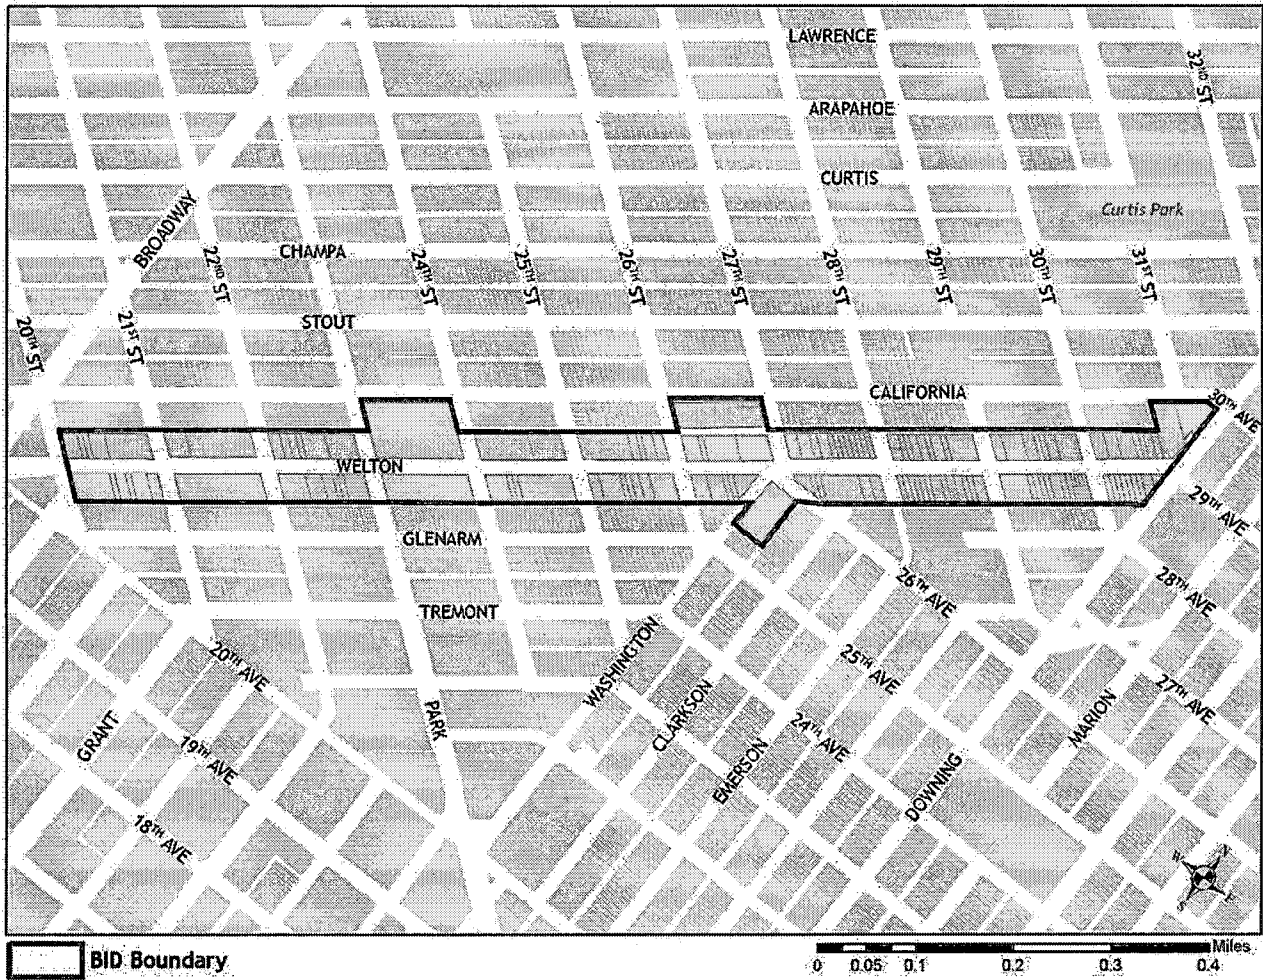 LAWRENCE
32ND ST
ARAPAHOE
CURTIS
Curtis Park
BROADWAY
CHAMPA
22ND ST
24TH ST
25TH ST
26TH ST
27TH ST
28TH ST
29TH ST
30TH ST
31ST ST
20TH ST
21ST ST
STOUT
CALIFORNIA
30TH AVE
WELTON
29TH AVE
GLENARM
26TH AVE
28TH AVE
TREMONT
20TH AVE
WASHINGTON
25TH AVE
27TH AVE
GRANT
19TH AVE
PARK
CLARKSON
24TH AVE
MARION
EMERSON
DOWNING
18TH AVE
N
W
E
S
BID Boundary
Miles
0 0.05 0.1 0.2 0.3 0.4